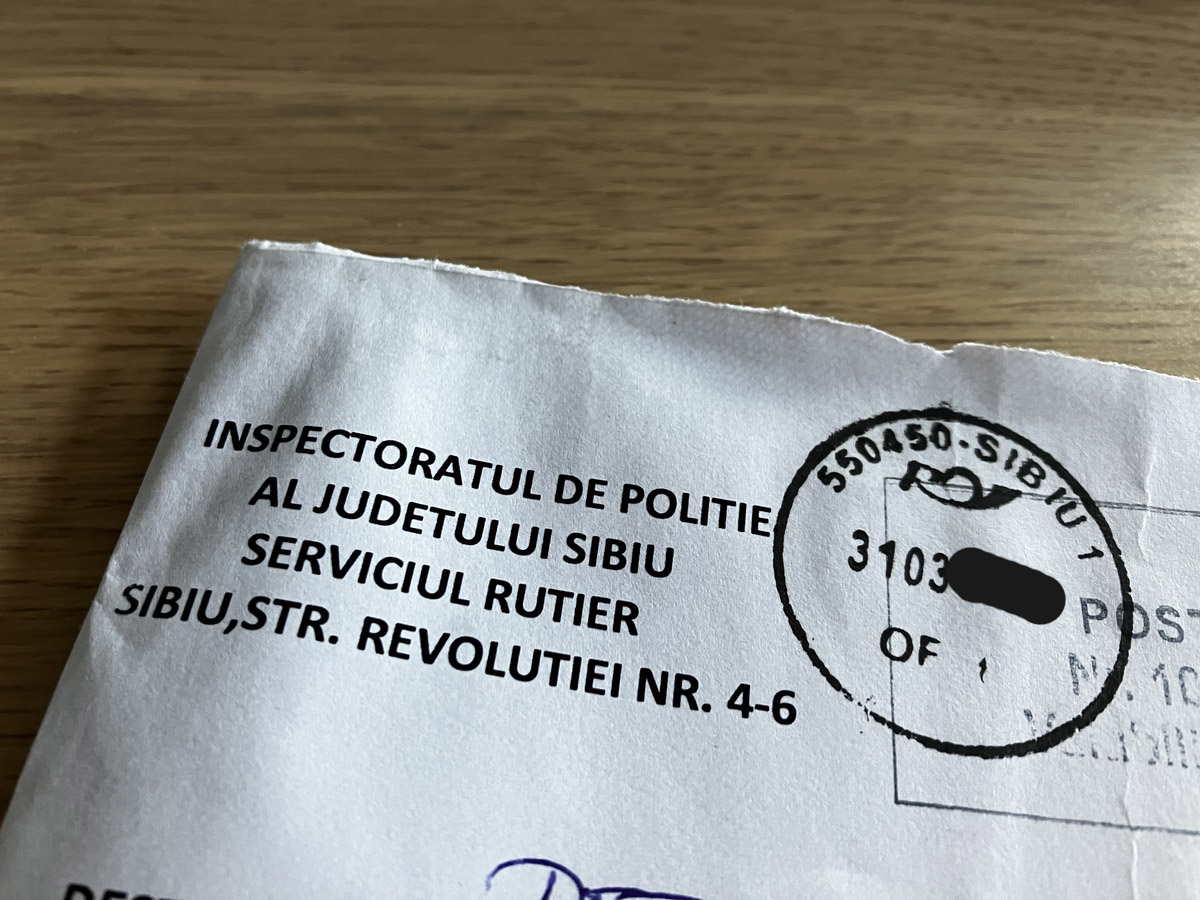 INSPECTORATUL DE POLITIE
AL JUDETULUI SIBIU
SERVICIUL RUTIER
SIBIU,STR. REVOLUTIEI NR. 4-6
550450-SIBIU 1
3103
OF